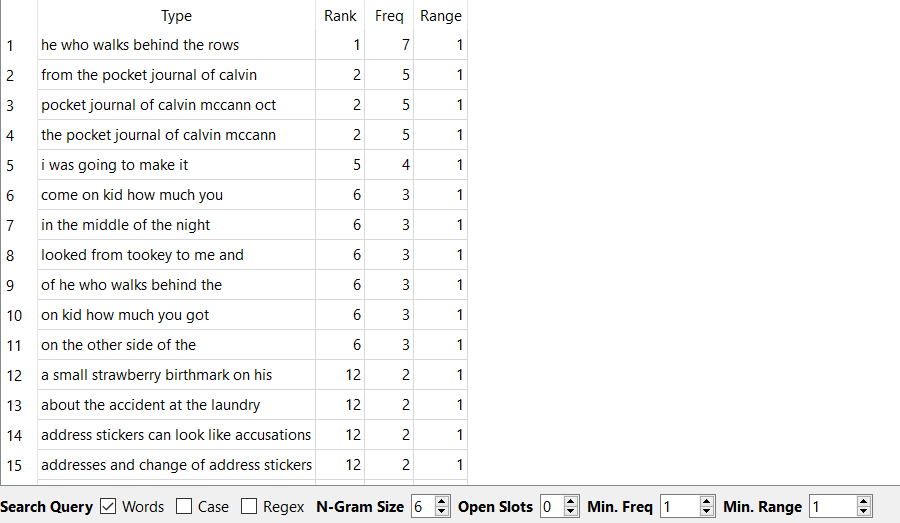 Type Rank Freq Range
1 he who walks behind the rows 1 7 1
2 from the pocket journal of calvin 2 5 1
3 pocket journal of calvin mccann oct 2 5 1
4 the pocket journal of calvin mccann 2 5 1
5 i was going to make it 5 4 1
6 come on kid how much you 6 3 1
7 in the middle of the night 6 3 1
8 looked from tookey to me and 6 3 1
9 of he who walks behind the 6 3 1
10 on kid how much you got 6 3 1
11 on the other side of the 6 3 1
12 a small strawberry birthmark on his 12 2 1
13 about the accident at the laundry 12 2 1
14 address stickers can look like accusations 12 2 1
15 addresses and change of address stickers 12 2 1
Search Query Words Case Regex N-Gram Size 6 Open Slots 0 Min. Freq 1 Min. Range 1